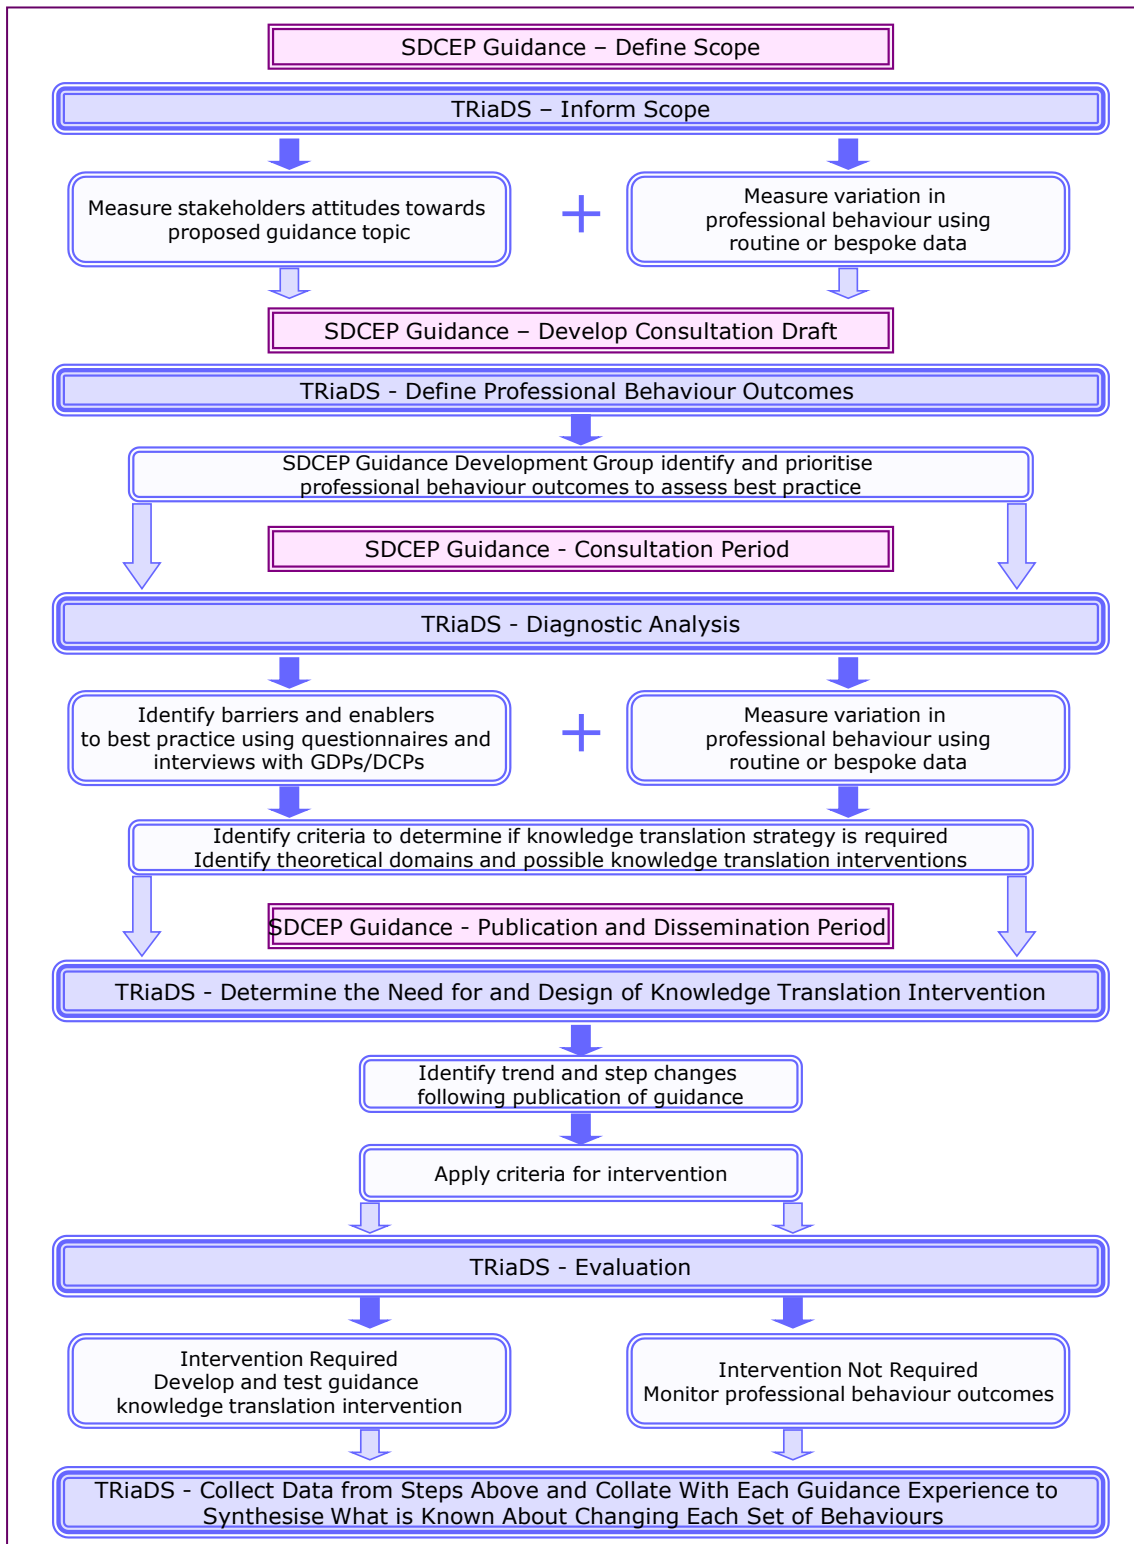 SDCEP Guidance – Define Scope
TRiaDS – Inform Scope
Measure stakeholders attitudes towards
proposed guidance topic
+
Measure variation in
professional behaviour using
routine or bespoke data
SDCEP Guidance – Develop Consultation Draft
TRiaDS - Define Professional Behaviour Outcomes
SDCEP Guidance Development Group identify and prioritise
professional behaviour outcomes to assess best practice
SDCEP Guidance - Consultation Period
TRiaDS - Diagnostic Analysis
Identify barriers and enablers
to best practice using questionnaires and
interviews with GDPs/DCPs
+
Measure variation in
professional behaviour using
routine or bespoke data
Identify criteria to determine if knowledge translation strategy is required
Identify theoretical domains and possible knowledge translation interventions
SDCEP Guidance - Publication and Dissemination Period
TRiaDS - Determine the Need for and Design of Knowledge Translation Intervention
Identify trend and step changes
following publication of guidance
Apply criteria for intervention
TRiaDS - Evaluation
Intervention Required
Develop and test guidance
knowledge translation intervention
Intervention Not Required
Monitor professional behaviour outcomes
TRiaDS - Collect Data from Steps Above and Collate With Each Guidance Experience to
Synthesise What is Known About Changing Each Set of Behaviours